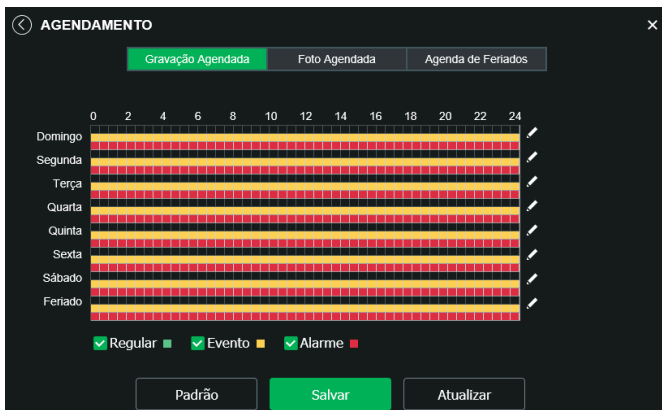 AGENDAMENTO
Gravação Agendada Foto Agendada Agenda de Feriados
0 2 4 6 8 10 12 14 16 18 20 22 24
Domingo
Segunda
Terça
Quarta
Quinta
Sexta
Sábado
Feriado
Regular Evento Alarme
Padrão Salvar Atualizar